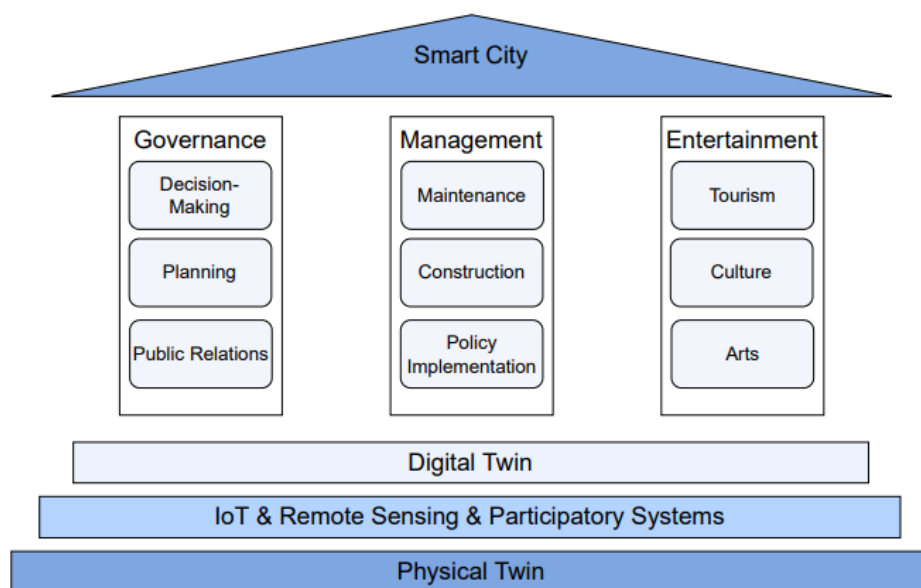 Smart City
Governance
Decision-
Making
Planning
Public Relations
Management
Maintenance
Construction
Policy
Implementation
Entertainment
Tourism
Culture
Arts
Digital Twin
IoT & Remote Sensing & Participatory Systems
Physical Twin